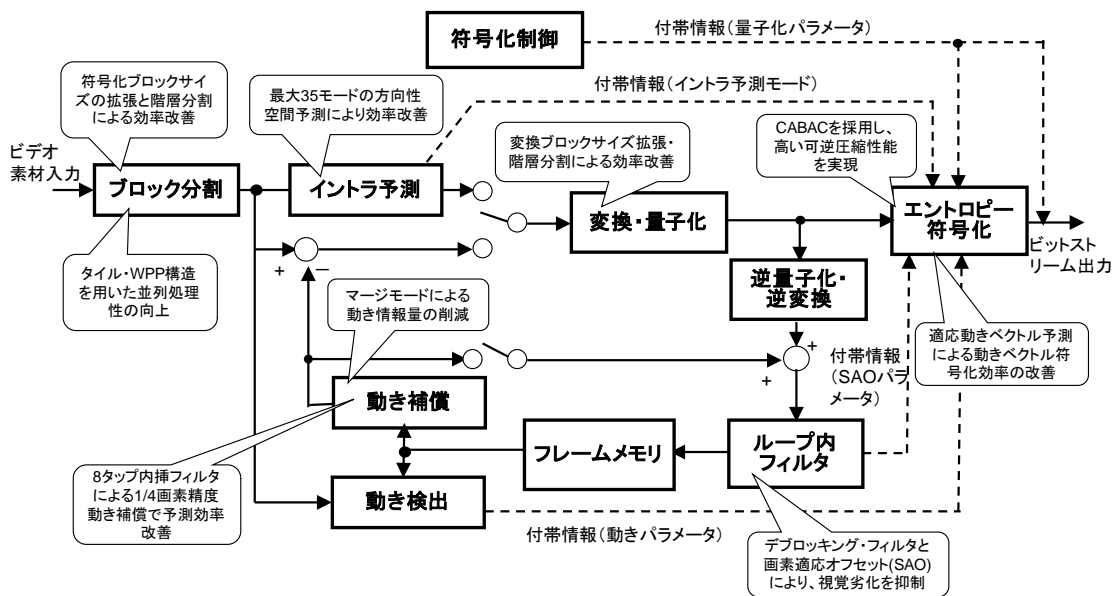 符号化制御
付帯情報(量子化パラメータ)
符号化ブロックサイ
ズの拡張と階層分割
による効率改善
最大35モードの方向性
空間予測により効率改善
付帯情報(イントラ予測モード)
変換ブロックサイズ拡張・
階層分割による効率改善
CABACを採用し、
高い可逆圧縮性能
を実現
ビデオ
素材入力
ブロック分割
イントラ予測
変換・量子化
エントロピー
符号化
ビットスト
リーム出力
+
−
タイル・WPP構造
を用いた並列処理
性の向上
マージモードによる
動き情報量の削減
逆量子化・
逆変換
+
+
付帯情報
(SAOパラ
メータ)
適応動きベクトル予測
による動きベクトル符
号化効率の改善
動き補償
フレームメモリ
ループ内
フィルタ
8タップ内挿フィルタ
による1/4画素精度
動き補償で予測効率
改善
動き検出
付帯情報(動きパラメータ)
デブロッキング・フィルタと
画素適応オフセット(SAO)
により、視覚劣化を抑制